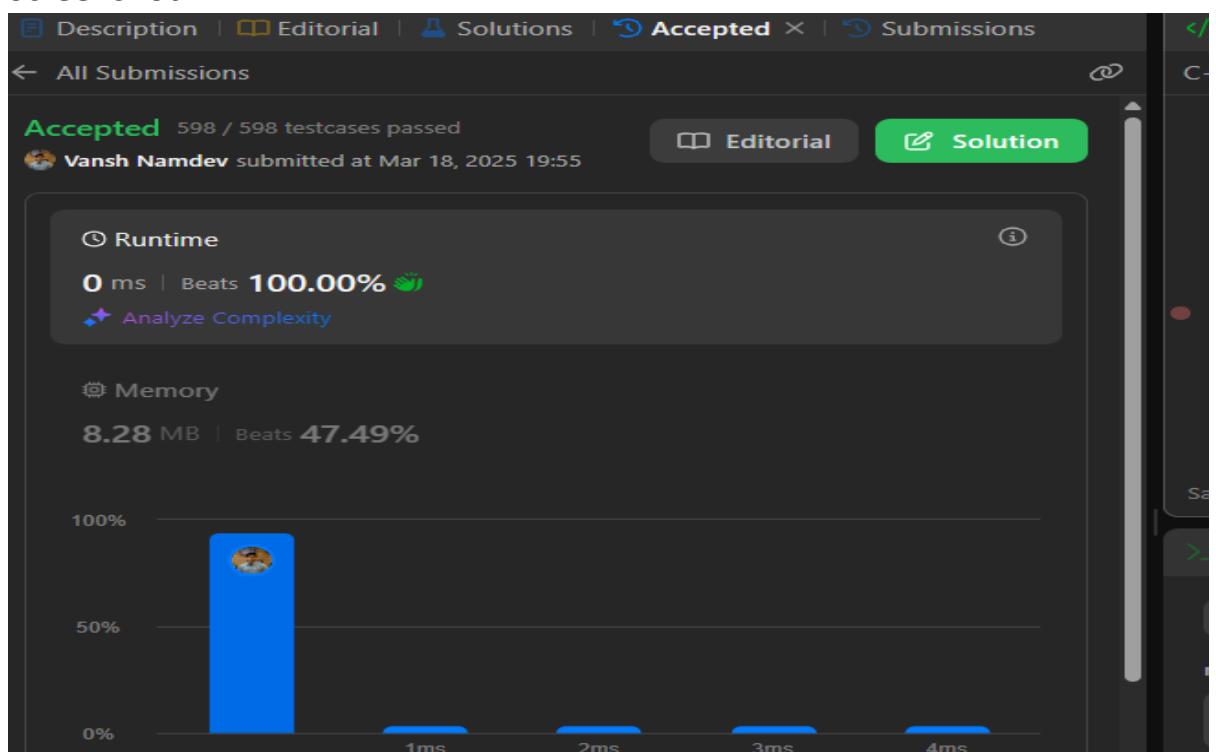 Description Editorial Solutions Accepted × Submissions
← All Submissions
C
Accepted 598 / 598 testcases passed
Editorial Solution
Vansh Namdev submitted at Mar 18, 2025 19:55
Runtime
0 ms | Beats 100.00%
Analyze Complexity
Memory
8.28 MB | Beats 47.49%
100%
Sa
50%
0%
1ms 2ms 3ms 4ms